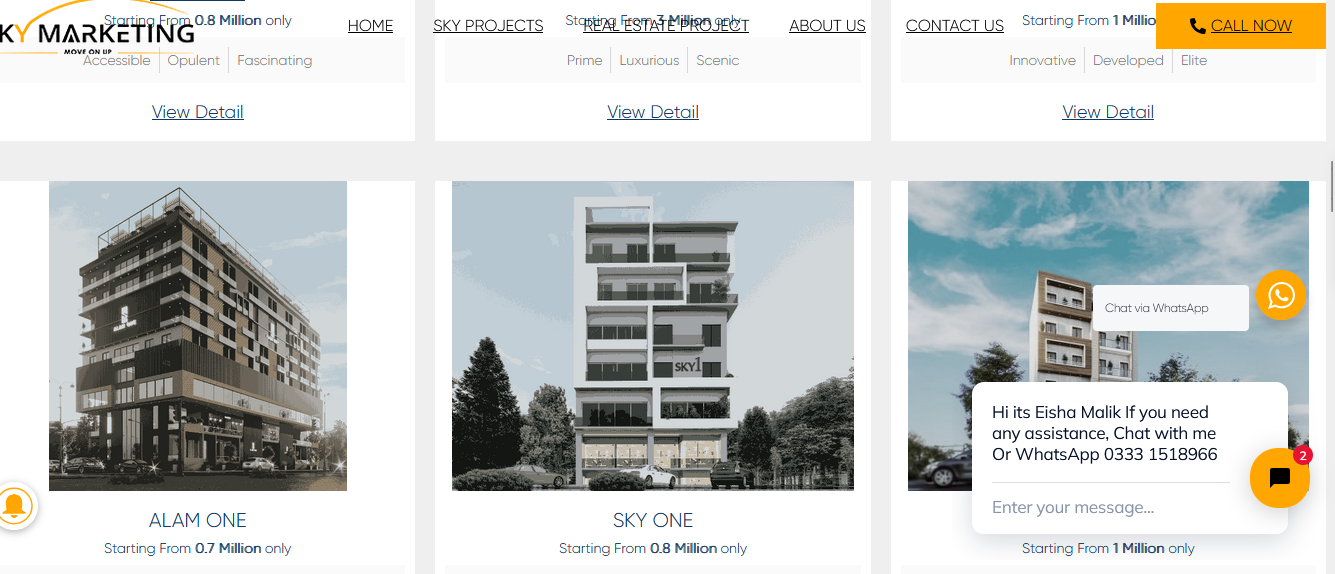 Starting From 0.8 Million only
Starting From 3 Million only
Starting From 1 Millio
KY MARKETING
MOVE ON UP
HOME
SKY PROJECTS
REAL ESTATE PROJECT
ABOUT US
CONTACT US
CALL NOW
Accessible
Opulent
Fascinating
Prime
Luxurious
Scenic
Innovative
Developed
Elite
View Detail
View Detail
View Detail
ALAM ONE
SKY1
Chat via WhatsApp
Hi its Eisha Malik If you need
any assistance, Chat with me
Or WhatsApp 0333 1518966
2
Enter your message...
ALAM ONE
SKY ONE
Starting From 0.7 Million only
Starting From 0.8 Million only
Starting From 1 Million only